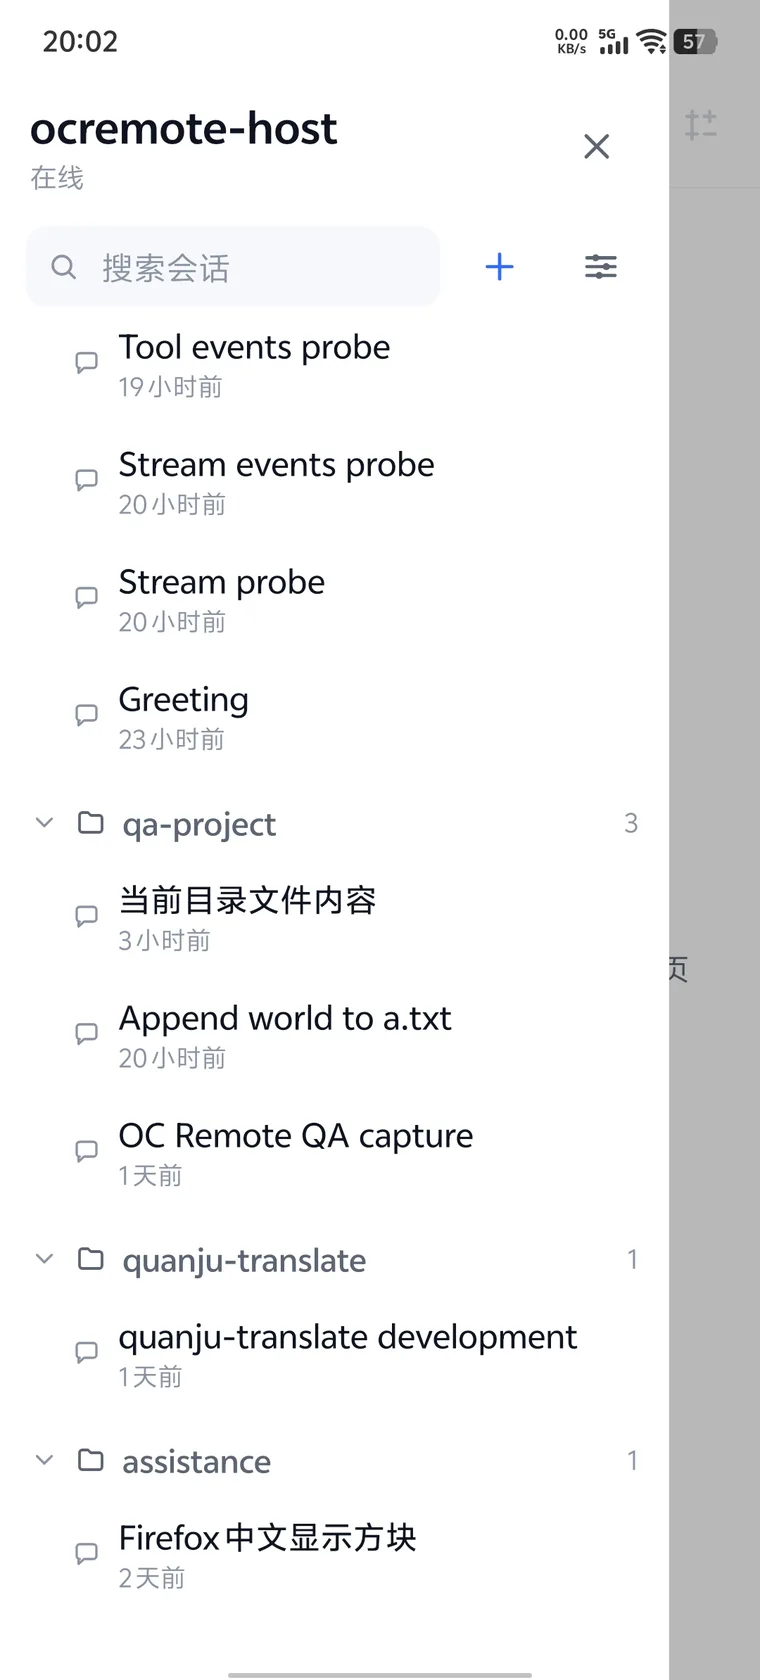 20:02
0.00 KB/s 5G 57
ocremote-host
在线
搜索会话
Tool events probe
19小时前
Stream events probe
20小时前
Stream probe
20小时前
Greeting
23小时前
qa-project 3
当前目录文件内容
3小时前
页
Append world to a.txt
20小时前
OC Remote QA capture
1天前
quanju-translate 1
quanju-translate development
1天前
assistance 1
Firefox中文显示方块
2天前